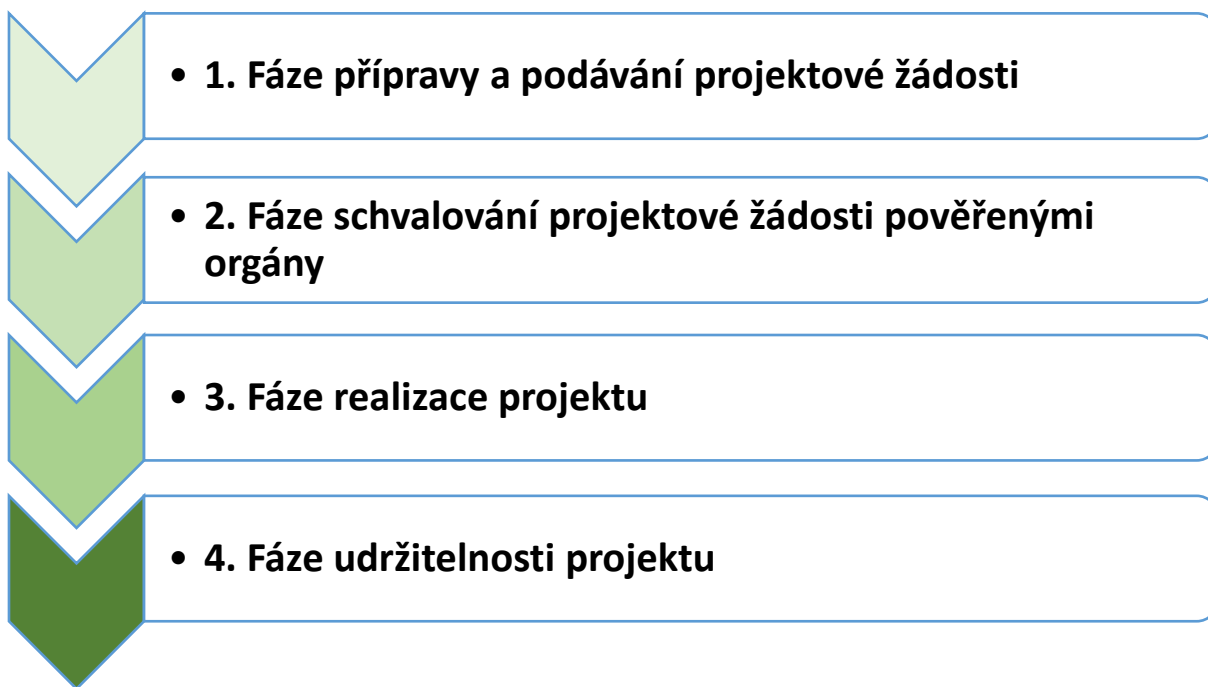 • 1. Fáze přípravy a podávání projektové žádosti
• 2. Fáze schvalování projektové žádosti pověřenými
orgány
• 3. Fáze realizace projektu
• 4. Fáze udržitelnosti projektu